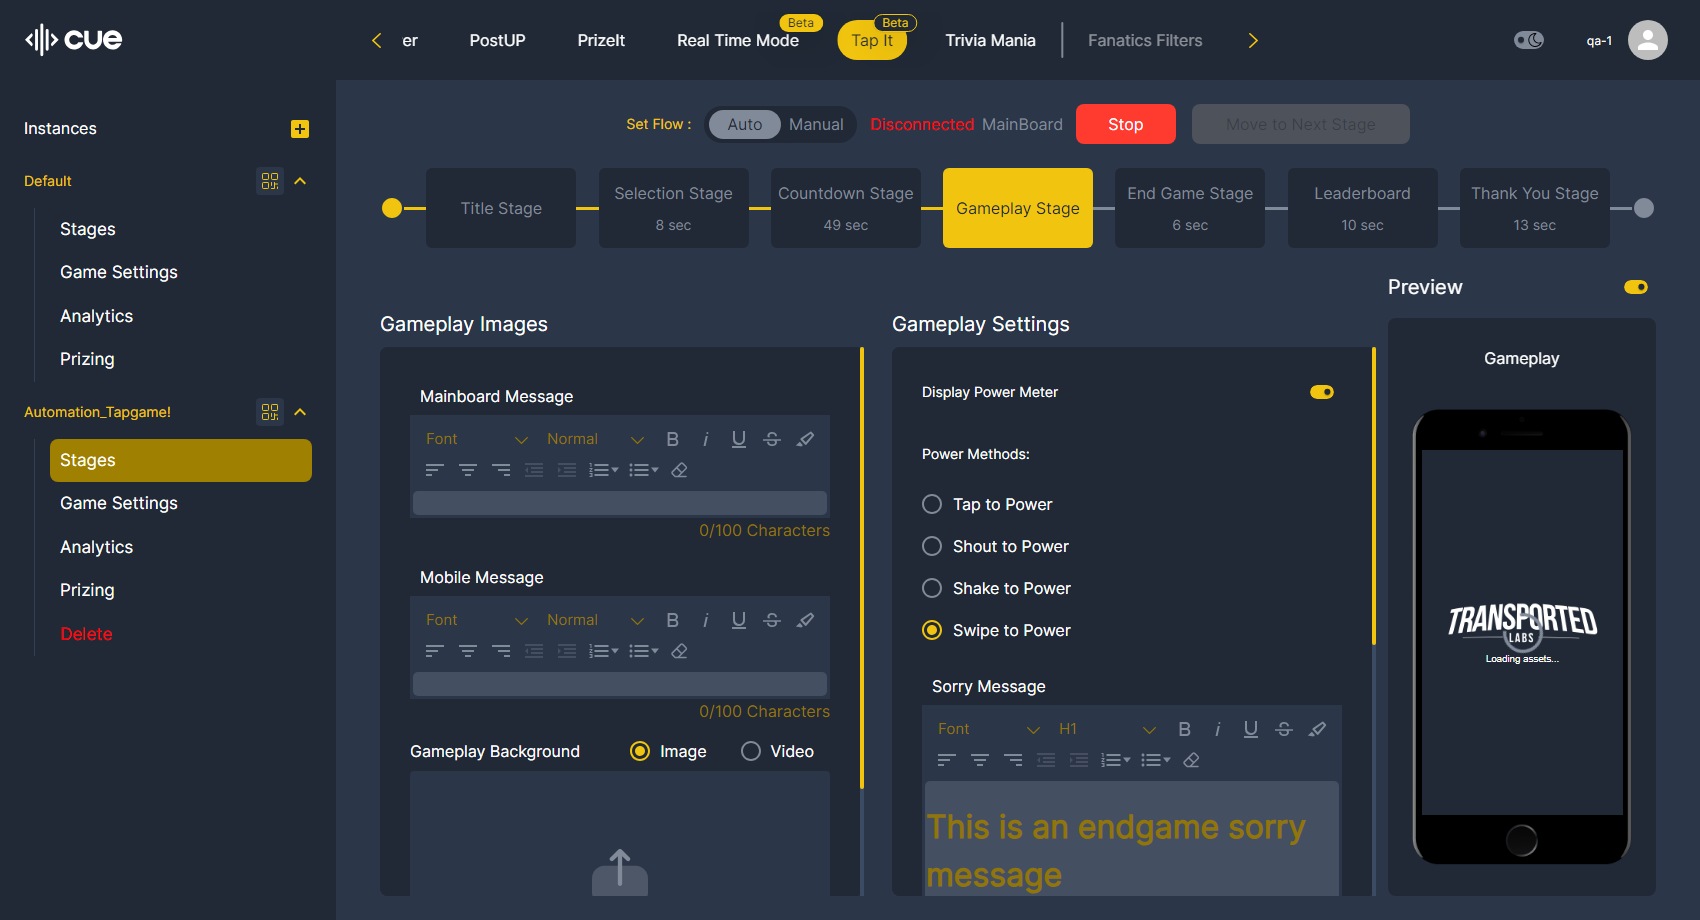 cue
er
PostUP
PrizeIt
Real Time Mode
Beta
Tap It
Beta
Trivia Mania
Fanatics Filters
qa-1
Instances
Default
Stages
Game Settings
Analytics
Prizing
Automation_Tapgame!
Stages
Game Settings
Analytics
Prizing
Delete
Set Flow :
Auto
Manual
Disconnected MainBoard
Stop
Move to Next Stage
Title Stage
Selection Stage
8 sec
Countdown Stage
49 sec
Gameplay Stage
End Game Stage
6 sec
Leaderboard
10 sec
Thank You Stage
13 sec
Gameplay Images
Mainboard Message
Font
Normal
B i U S
0/100 Characters
Mobile Message
Font
Normal
B i U S
0/100 Characters
Gameplay Background
Image
Video
Gameplay Settings
Display Power Meter
Power Methods:
Tap to Power
Shout to Power
Shake to Power
Swipe to Power
Sorry Message
Font
H1
B i U S
This is an endgame sorry
message
Preview
Gameplay
TRANSPORTED
LABS
Loading assets...